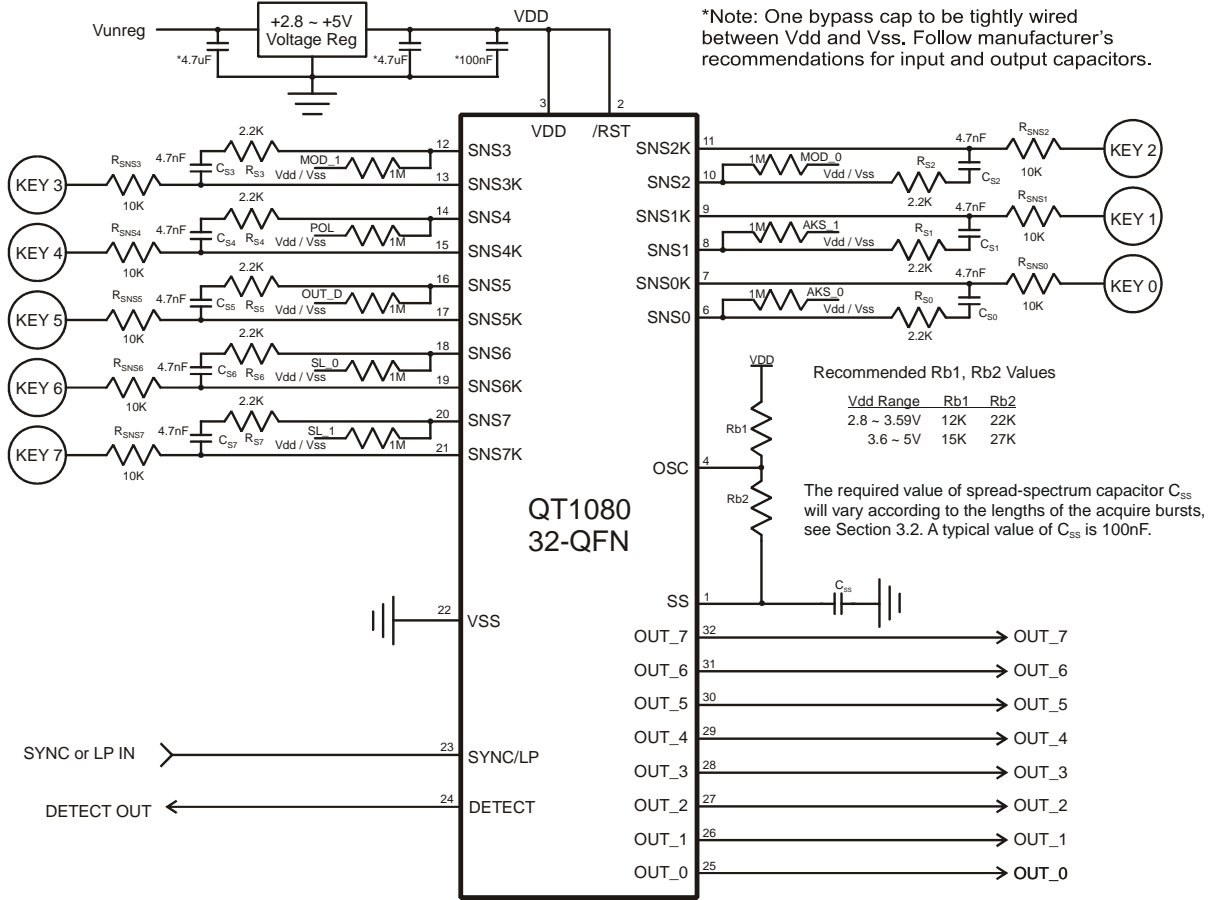 Vunreg
+2.8 ~ +5V
Voltage Reg
VDD
*4.7uF
*4.7uF
*100nF
*Note: One bypass cap to be tightly wired
between Vdd and Vss. Follow manufacturer's
recommendations for input and output capacitors.
3
2
VDD
/RST
KEY 3
RSNS3
10K
4.7nF
CS3
2.2K
RS3
MOD_1
Vdd / Vss
1M
12
SNS3
13
SNS3K
KEY 4
RSNS4
10K
4.7nF
CS4
2.2K
RS4
POL
Vdd / Vss
1M
14
SNS4
15
SNS4K
KEY 5
RSNS5
10K
4.7nF
CS5
2.2K
RS5
OUT_D
Vdd / Vss
1M
16
SNS5
17
SNS5K
KEY 6
RSNS6
10K
4.7nF
CS6
2.2K
RS6
SL_0
Vdd / Vss
1M
18
SNS6
19
SNS6K
KEY 7
RSNS7
10K
4.7nF
CS7
2.2K
RS7
SL_1
Vdd / Vss
1M
20
SNS7
21
SNS7K
SNS2K
11
SNS2
10
1M
MOD_0
Vdd / Vss
RS2
2.2K
4.7nF
CS2
RSNS2
10K
KEY 2
SNS1K
9
SNS1
8
1M
AKS_1
Vdd / Vss
RS1
2.2K
4.7nF
CS1
RSNS1
10K
KEY 1
SNS0K
7
SNS0
6
1M
AKS_0
Vdd / Vss
RS0
2.2K
4.7nF
CS0
RSNS0
10K
KEY 0
VDD
Rb1
OSC
4
Rb2
Recommended Rb1, Rb2 Values
Vdd Range Rb1 Rb2
2.8 ~ 3.59V 12K 22K
3.6 ~ 5V 15K 27K
The required value of spread-spectrum capacitor CSS
will vary according to the lengths of the acquire bursts,
see Section 3.2. A typical value of CSS is 100nF.
QT1080
32-QFN
SS
1
CSS
22
VSS
OUT_7 32 OUT_7
OUT_6 31 OUT_6
OUT_5 30 OUT_5
OUT_4 29 OUT_4
OUT_3 28 OUT_3
OUT_2 27 OUT_2
OUT_1 26 OUT_1
OUT_0 25 OUT_0
SYNC or LP IN
23
SYNC/LP
DETECT OUT
24
DETECT